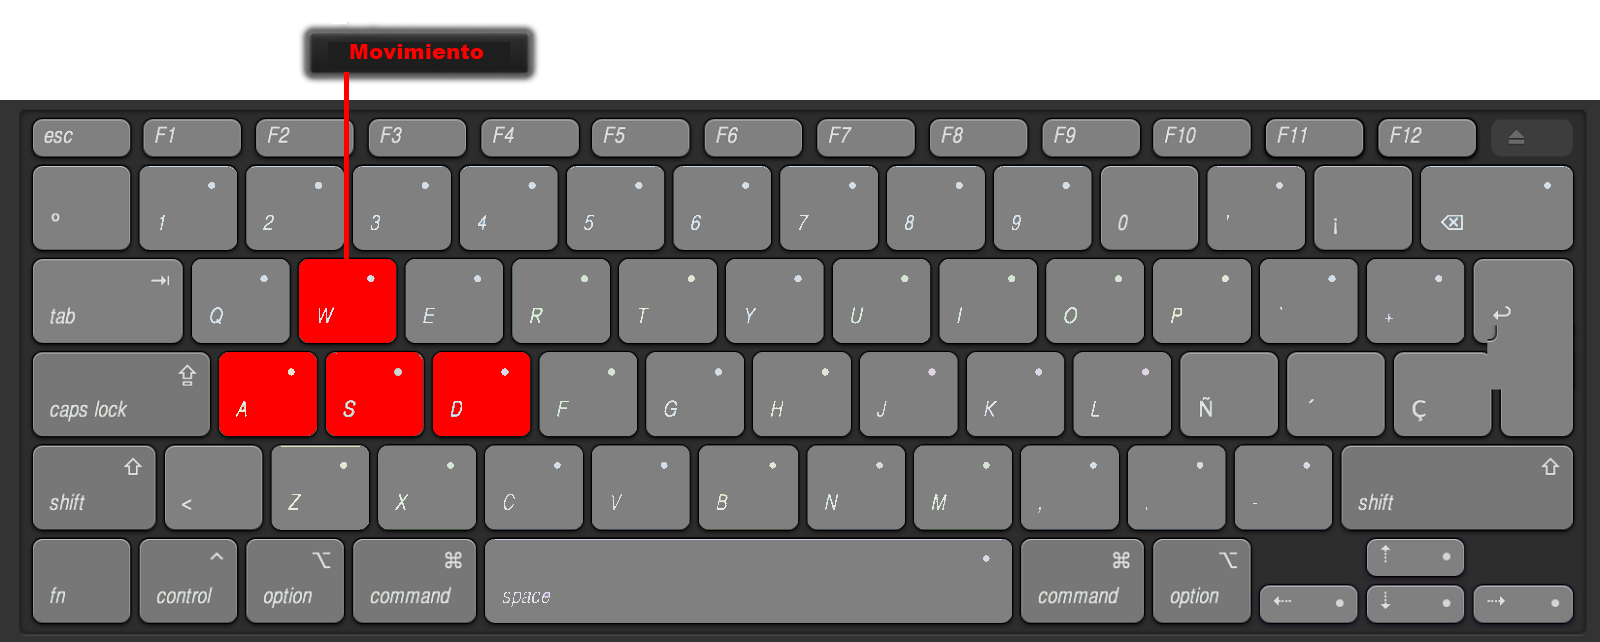 Movimiento
esc F1 F2 F3 F4 F5 F6 F7 F8 F9 F10 F11 F12
º 1 2 3 4 5 6 7 8 9 0 ' ¡
tab Q W E R T Y U I O P ` +
caps lock A S D F G H J K L Ñ ´ Ç
shift < Z X C V B N M , . - shift
fn control option command space command option